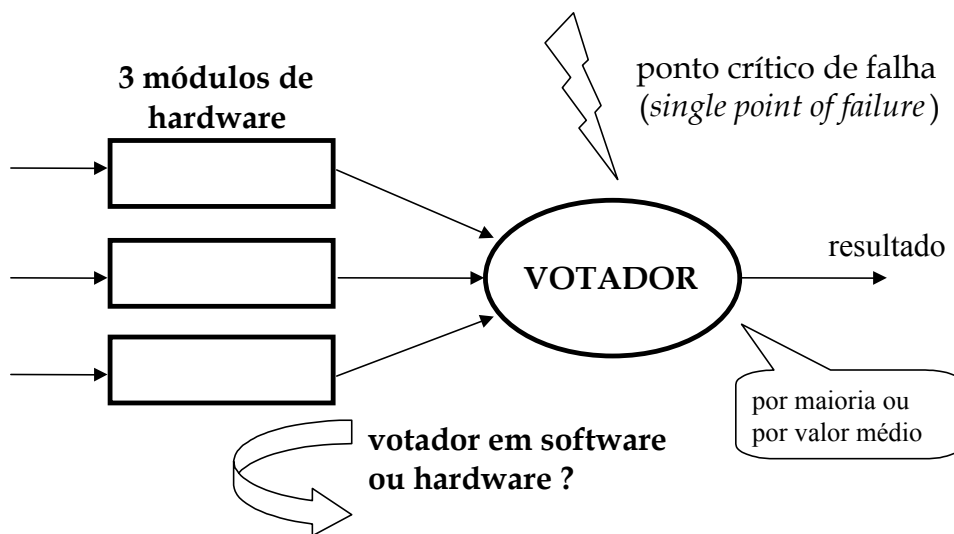 3 módulos de
hardware
ponto crítico de falha
(single point of failure)
VOTADOR
resultado
por maioria ou
por valor médio
votador em software
ou hardware ?